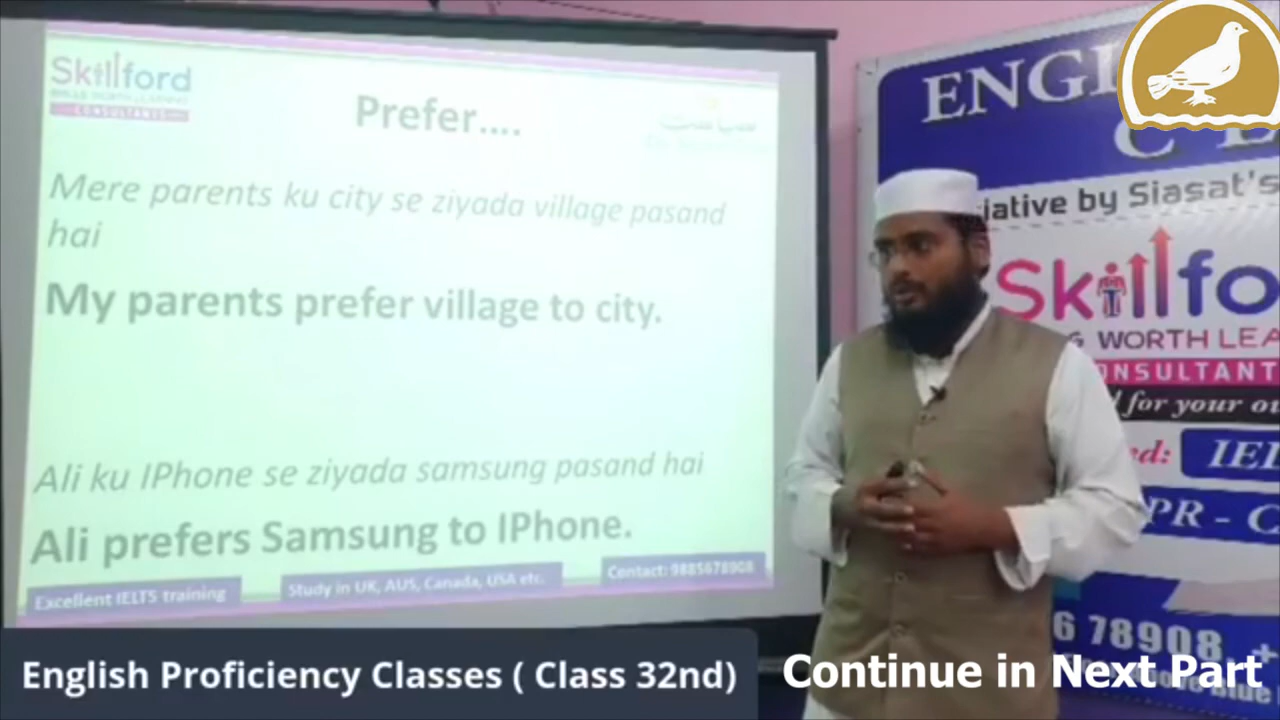 Skillford
CONSULTANTS
Prefer....
Mere parents ku city se ziyada village pasand
hai
My parents prefer village to city.
Ali ku IPhone se ziyada samsung pasand hai
Ali prefers Samsung to IPhone.
Excellent IELTS training
Study in UK, AUS, Canada, USA etc.
Contact: 9885678908
ENGL
C E
iative by Siasat's
Skillfo
G WORTH LEA
ONSULTANT
d for your ou
ed: IEL
PR - C
6 78908, +
English Proficiency Classes ( Class 32nd)
Continue in Next Part